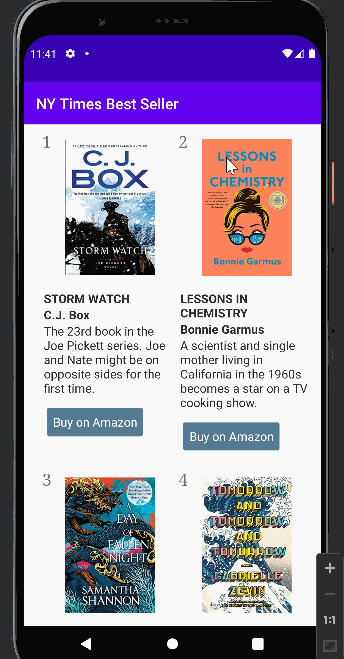 11:41
NY Times Best Seller
1
C. J.
BOX
STORM WATCH
2
LESSONS
in
CHEMISTRY
Bonnie Garmus
STORM WATCH
C.J. Box
The 23rd book in the
Joe Pickett series. Joe
and Nate might be on
opposite sides for the
first time.
Buy on Amazon
LESSONS IN
CHEMISTRY
Bonnie Garmus
A scientist and single
mother living in
California in the 1960s
becomes a star on a TV
cooking show.
Buy on Amazon
3
A
DAY
OF
FALLEN
NIGHT
SAMANTHA
SHANNON
4
TOMORROW
AND
TOMORROW
AND
TOMORROW
GABRIELLE
ZEVIN
1:1